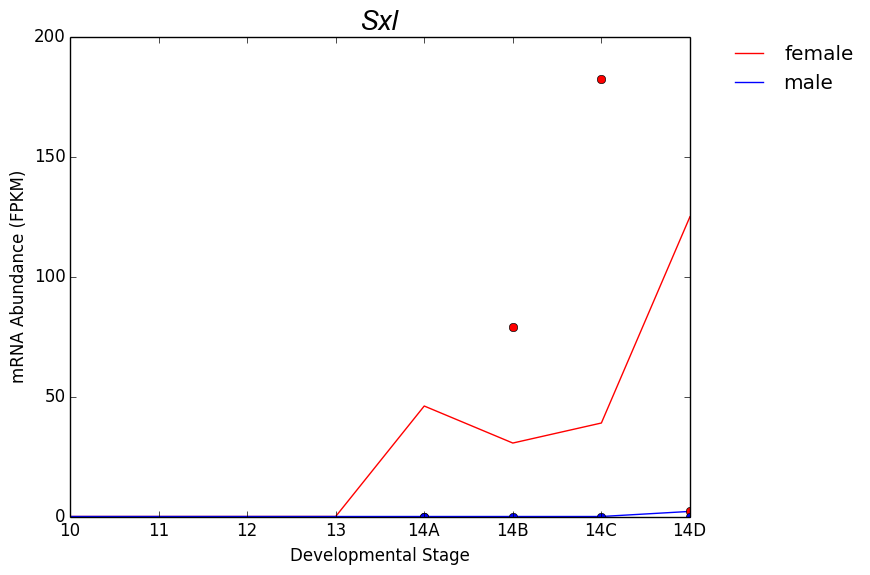 Sxl
female
male
mRNA Abundance (FPKM)
200
150
100
50
0
10 11 12 13 14A 14B 14C 14D
Developmental Stage